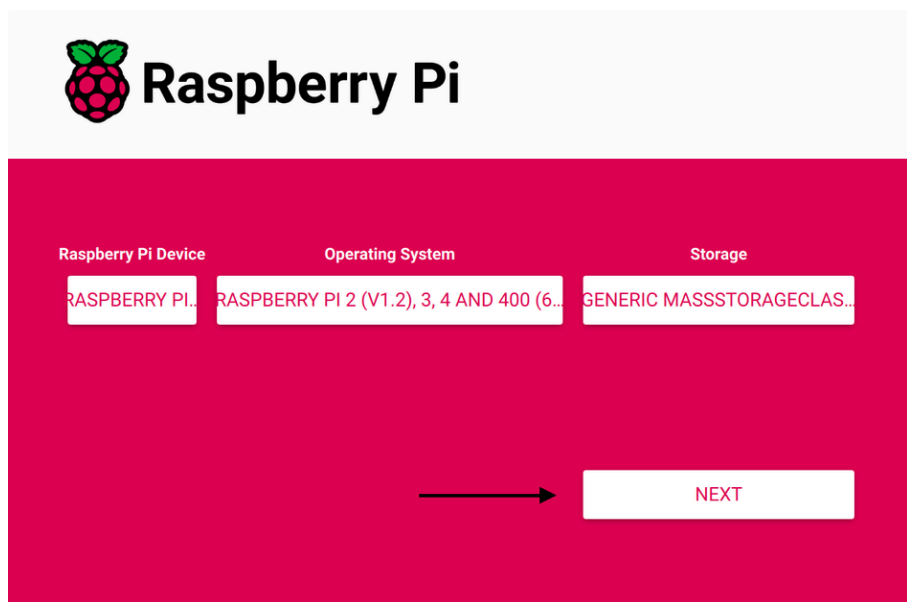 Raspberry Pi
Raspberry Pi Device
Operating System
Storage
RASPBERRY PI..
RASPBERRY PI 2 (V1.2), 3, 4 AND 400 (6...
GENERIC MASSSTORAGECLAS...
NEXT